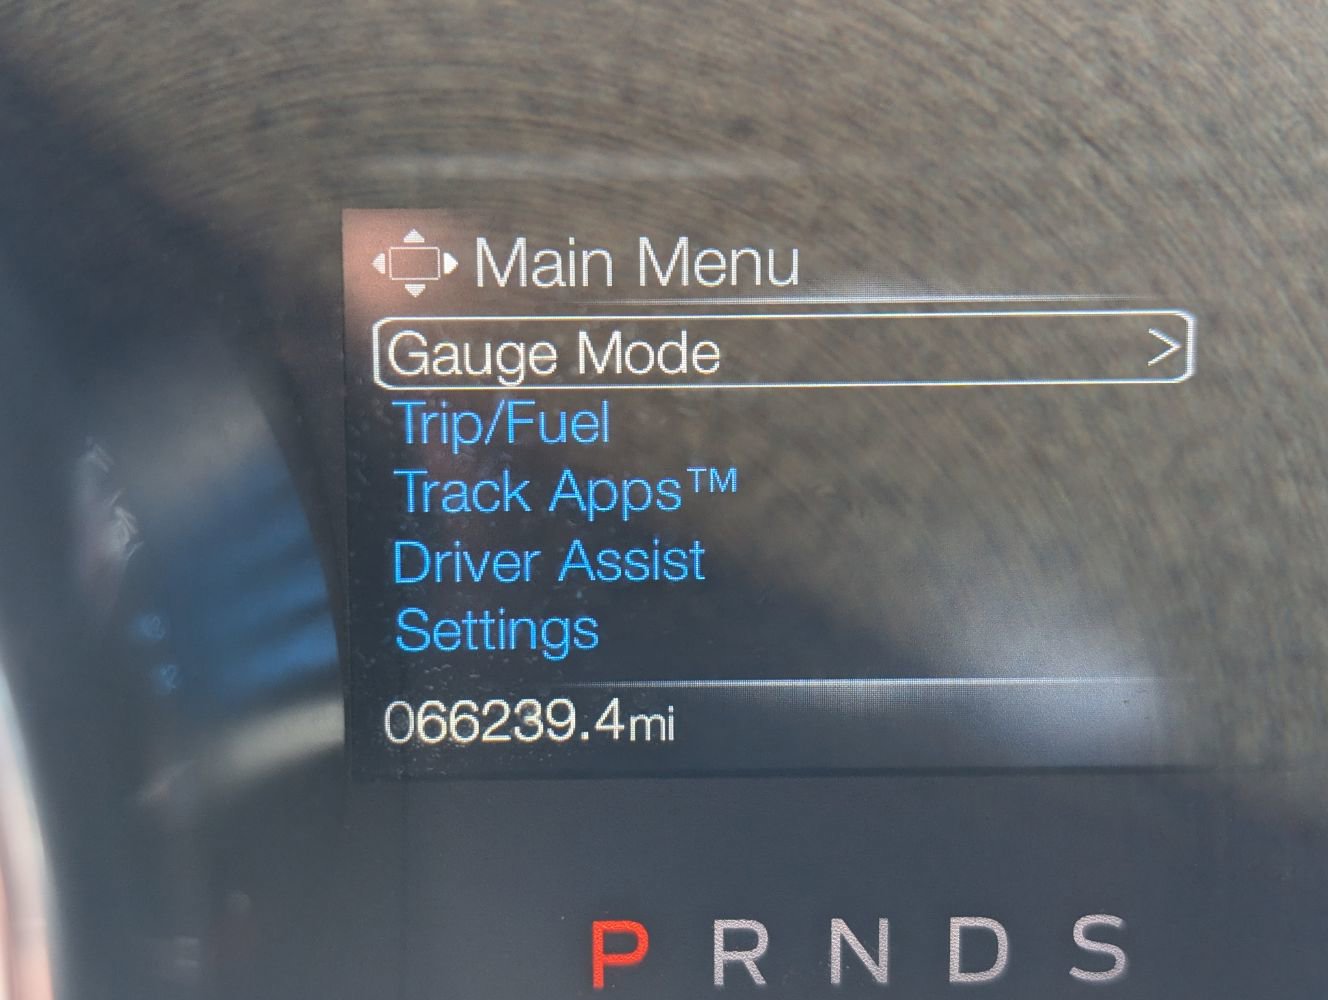 Main Menu
Gauge Mode >
Trip/Fuel
Track Apps™
Driver Assist
Settings
066239.4mi
P R N D S